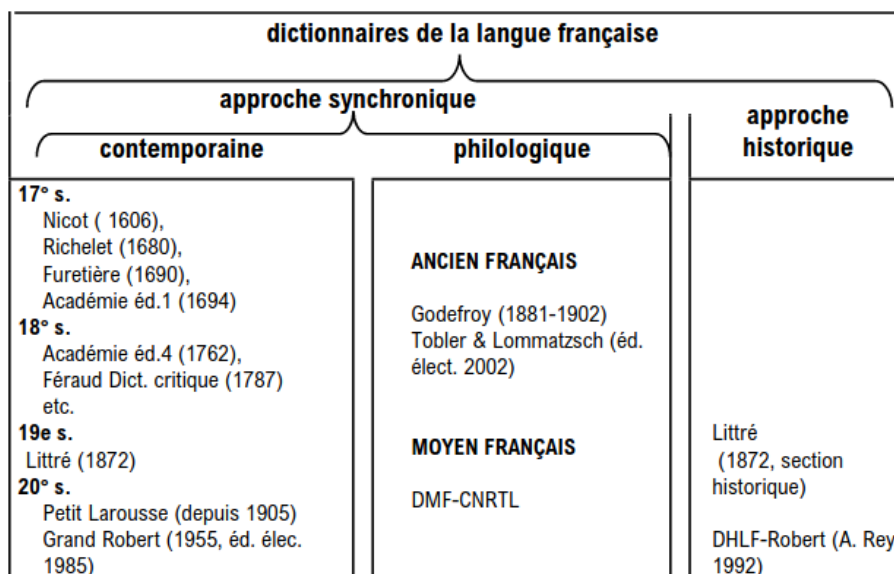 dictionnaires de la langue française
approche synchronique
approche
historique
contemporaine
philologique
17° s.
Nicot ( 1606),
Richelet (1680),
Furetière (1690),
Académie éd.1 (1694)
18° s.
Académie éd.4 (1762),
Féraud Dict. critique (1787)
etc.
19e s.
Littré (1872)
20° s.
Petit Larousse (depuis 1905)
Grand Robert (1955, éd. élec.
1985)
ANCIEN FRANÇAIS
Godefroy (1881-1902)
Tobler & Lommatzsch (éd.
élect. 2002)
MOYEN FRANÇAIS
DMF-CNRTL
Littré
(1872, section
historique)
DHLF-Robert (A. Rey
1992)